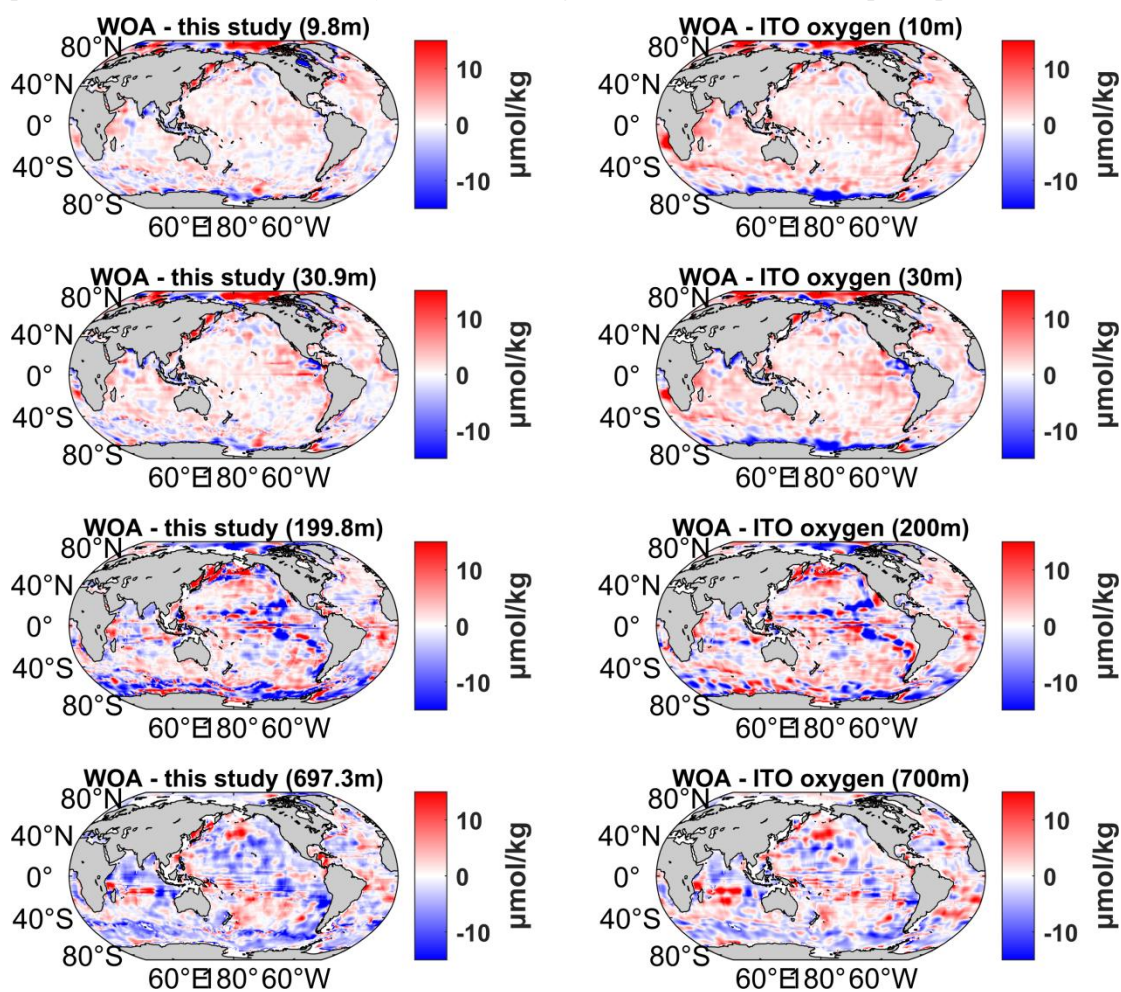 WOA - this study (9.8m)
80°N
40°N
0°
40°S
80°S
60°E 180° 60°W
10
0
-10
µmol/kg
WOA - ITO oxygen (10m)
80°N
40°N
0°
40°S
80°S
60°E 180° 60°W
10
0
-10
µmol/kg
WOA - this study (30.9m)
80°N
40°N
0°
40°S
80°S
60°E 180° 60°W
10
0
-10
µmol/kg
WOA - ITO oxygen (30m)
80°N
40°N
0°
40°S
80°S
60°E 180° 60°W
10
0
-10
µmol/kg
WOA - this study (199.8m)
80°N
40°N
0°
40°S
80°S
60°E 180° 60°W
10
0
-10
µmol/kg
WOA - ITO oxygen (200m)
80°N
40°N
0°
40°S
80°S
60°E 180° 60°W
10
0
-10
µmol/kg
WOA - this study (697.3m)
80°N
40°N
0°
40°S
80°S
60°E 180° 60°W
10
0
-10
µmol/kg
WOA - ITO oxygen (700m)
80°N
40°N
0°
40°S
80°S
60°E 180° 60°W
10
0
-10
µmol/kg